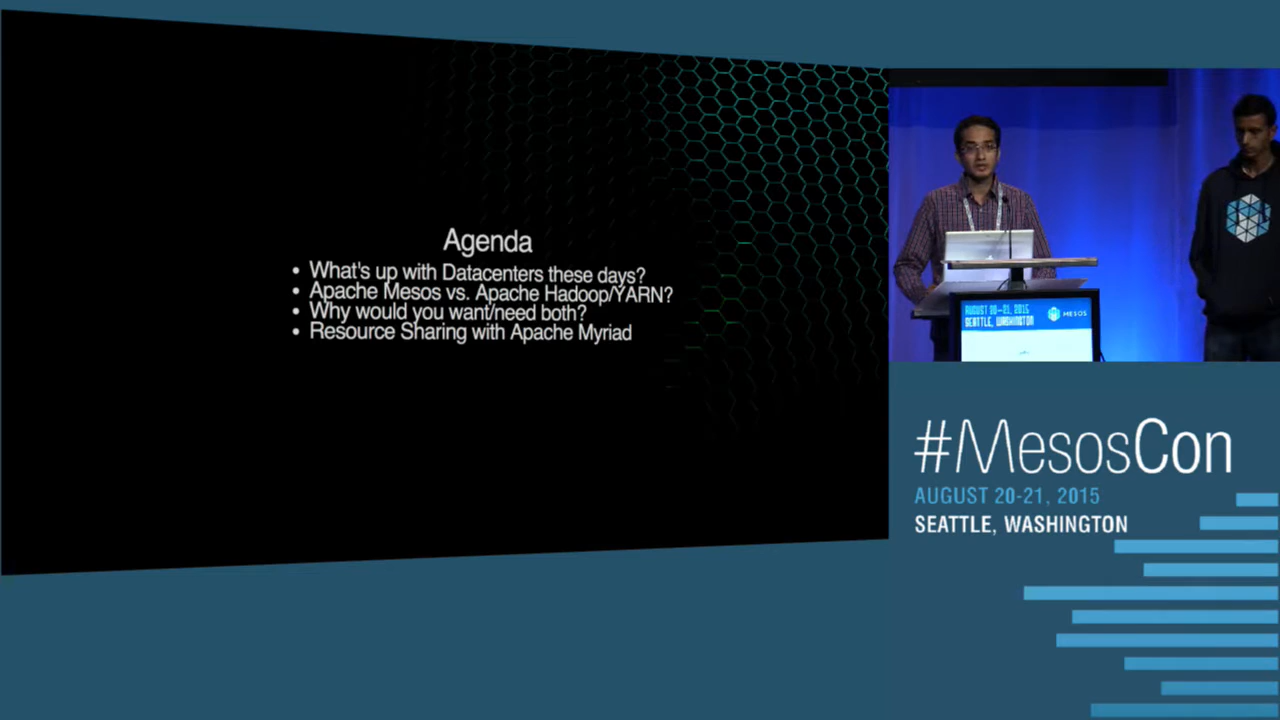 Agenda
• What's up with Datacenters these days?
• Apache Mesos vs. Apache Hadoop/YARN?
• Why would you want/need both?
• Resource Sharing with Apache Myriad
AUGUST 20-21, 2015
SEATTLE, WASHINGTON
MESOS
#MesosCon
AUGUST 20-21, 2015
SEATTLE, WASHINGTON